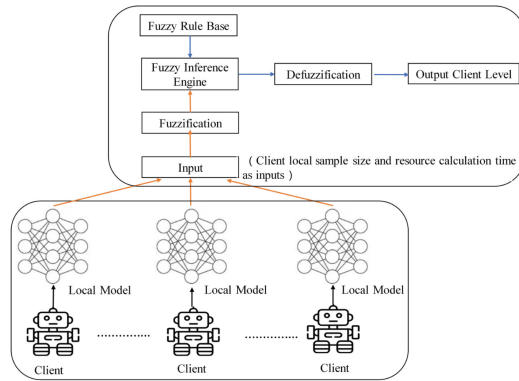 Fuzzy Rule Base
Fuzzy Inference
Engine
Defuzzification
Output Client Level
Fuzzification
Input
（ Client local sample size and resource calculation time
as inputs ）
Local Model
Local Model
Local Model
Client
Client
Client